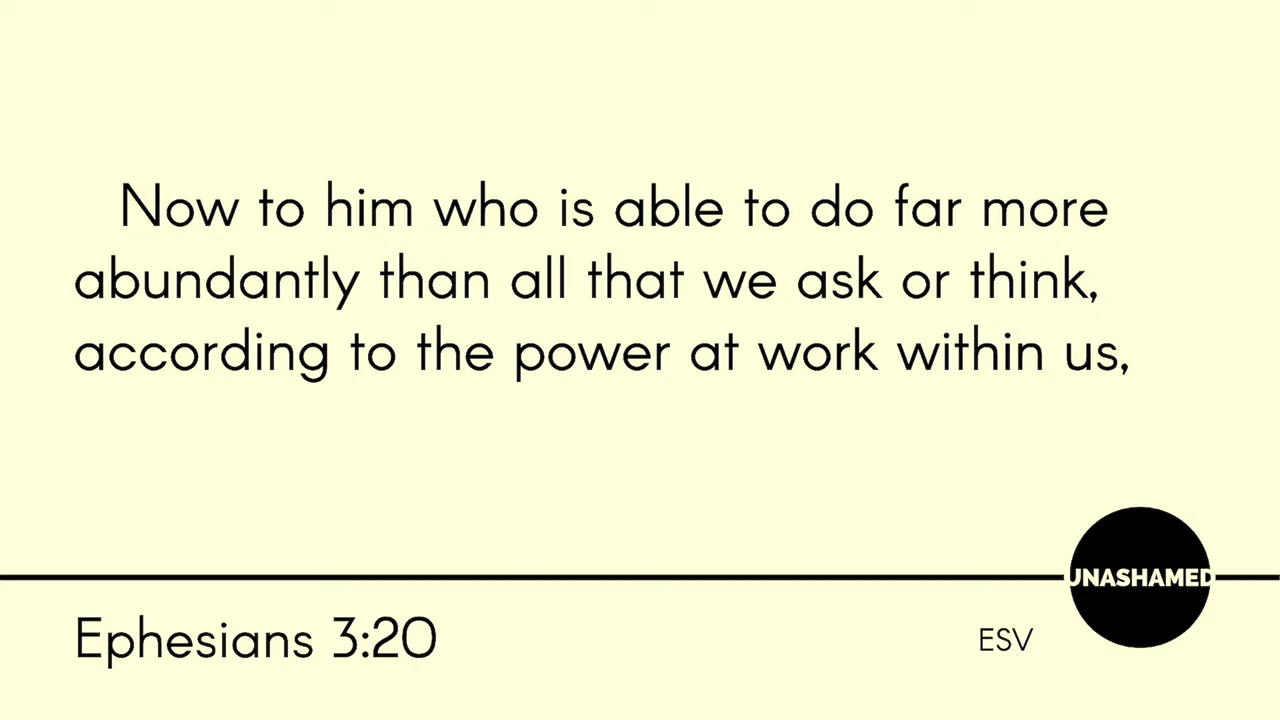 Now to him who is able to do far more
abundantly than all that we ask or think,
according to the power at work within us,
UNASHAMED
Ephesians 3:20
ESV